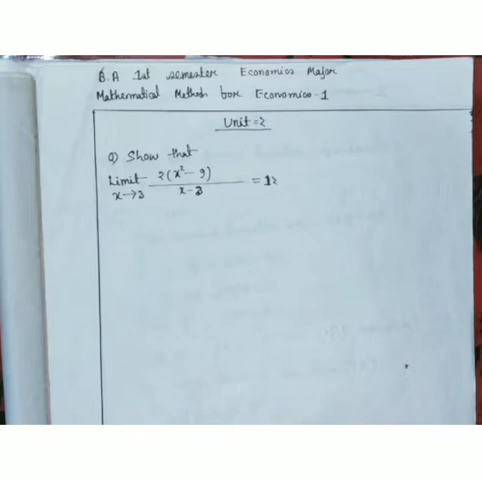 B.A 1st semester Economics Major
Mathematical Method for Economics-1
Unit=2
Q) Show that
Limit 2(x²- 9)
x→3 x-3 = 12